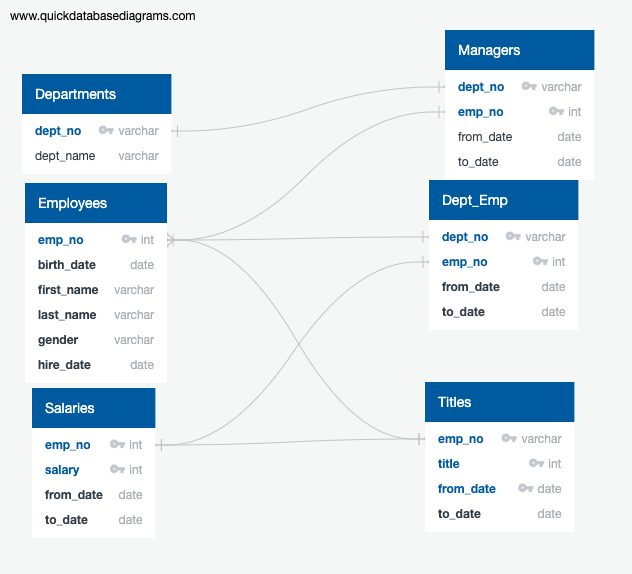 www.quickdatabasediagrams.com
Departments
dept_no varchar
dept_name varchar
Employees
emp_no int
birth_date date
first_name varchar
last_name varchar
gender varchar
hire_date date
Salaries
emp_no int
salary int
from_date date
to_date date
Managers
dept_no varchar
emp_no int
from_date date
to_date date
Dept_Emp
dept_no varchar
emp_no int
from_date date
to_date date
Titles
emp_no varchar
title int
from_date date
to_date date